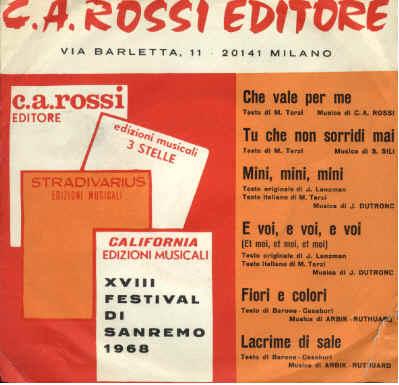 C.A. ROSSI EDITORE
VIA BARLETTA, 11 - 20141 MILANO
c.a.rossi
EDITORE
edizioni musicali
3 STELLE
STRADIVARIUS
EDIZIONI MUSICALI
CALIFORNIA
EDIZIONI MUSICALI
XVIII
FESTIVAL
DI
SANREMO
1968
Che vale per me
Testo di M. Terzi Musica di C.A. ROSSI
Tu che non sorridi mai
Testo di M. Terzi Musica di S. SILI
Mini, mini, mini
Testo originale di J. Lanzman
Testo italiano di M. Terzi
Musica di J. DUTRONC
E voi, e voi, e voi
(Et moi, et moi, et moi)
Testo originale di J. Lanzman
Testo italiano di M. Terzi
Musica di J. DUTRONC
Fiori e colori
Testo di Barone - Casaburi
Musica di ARBIK - RUTHUARD
Lacrime di sale
Testo di Barone - Casaburi
Musica di ARBIK - RUTHUARD